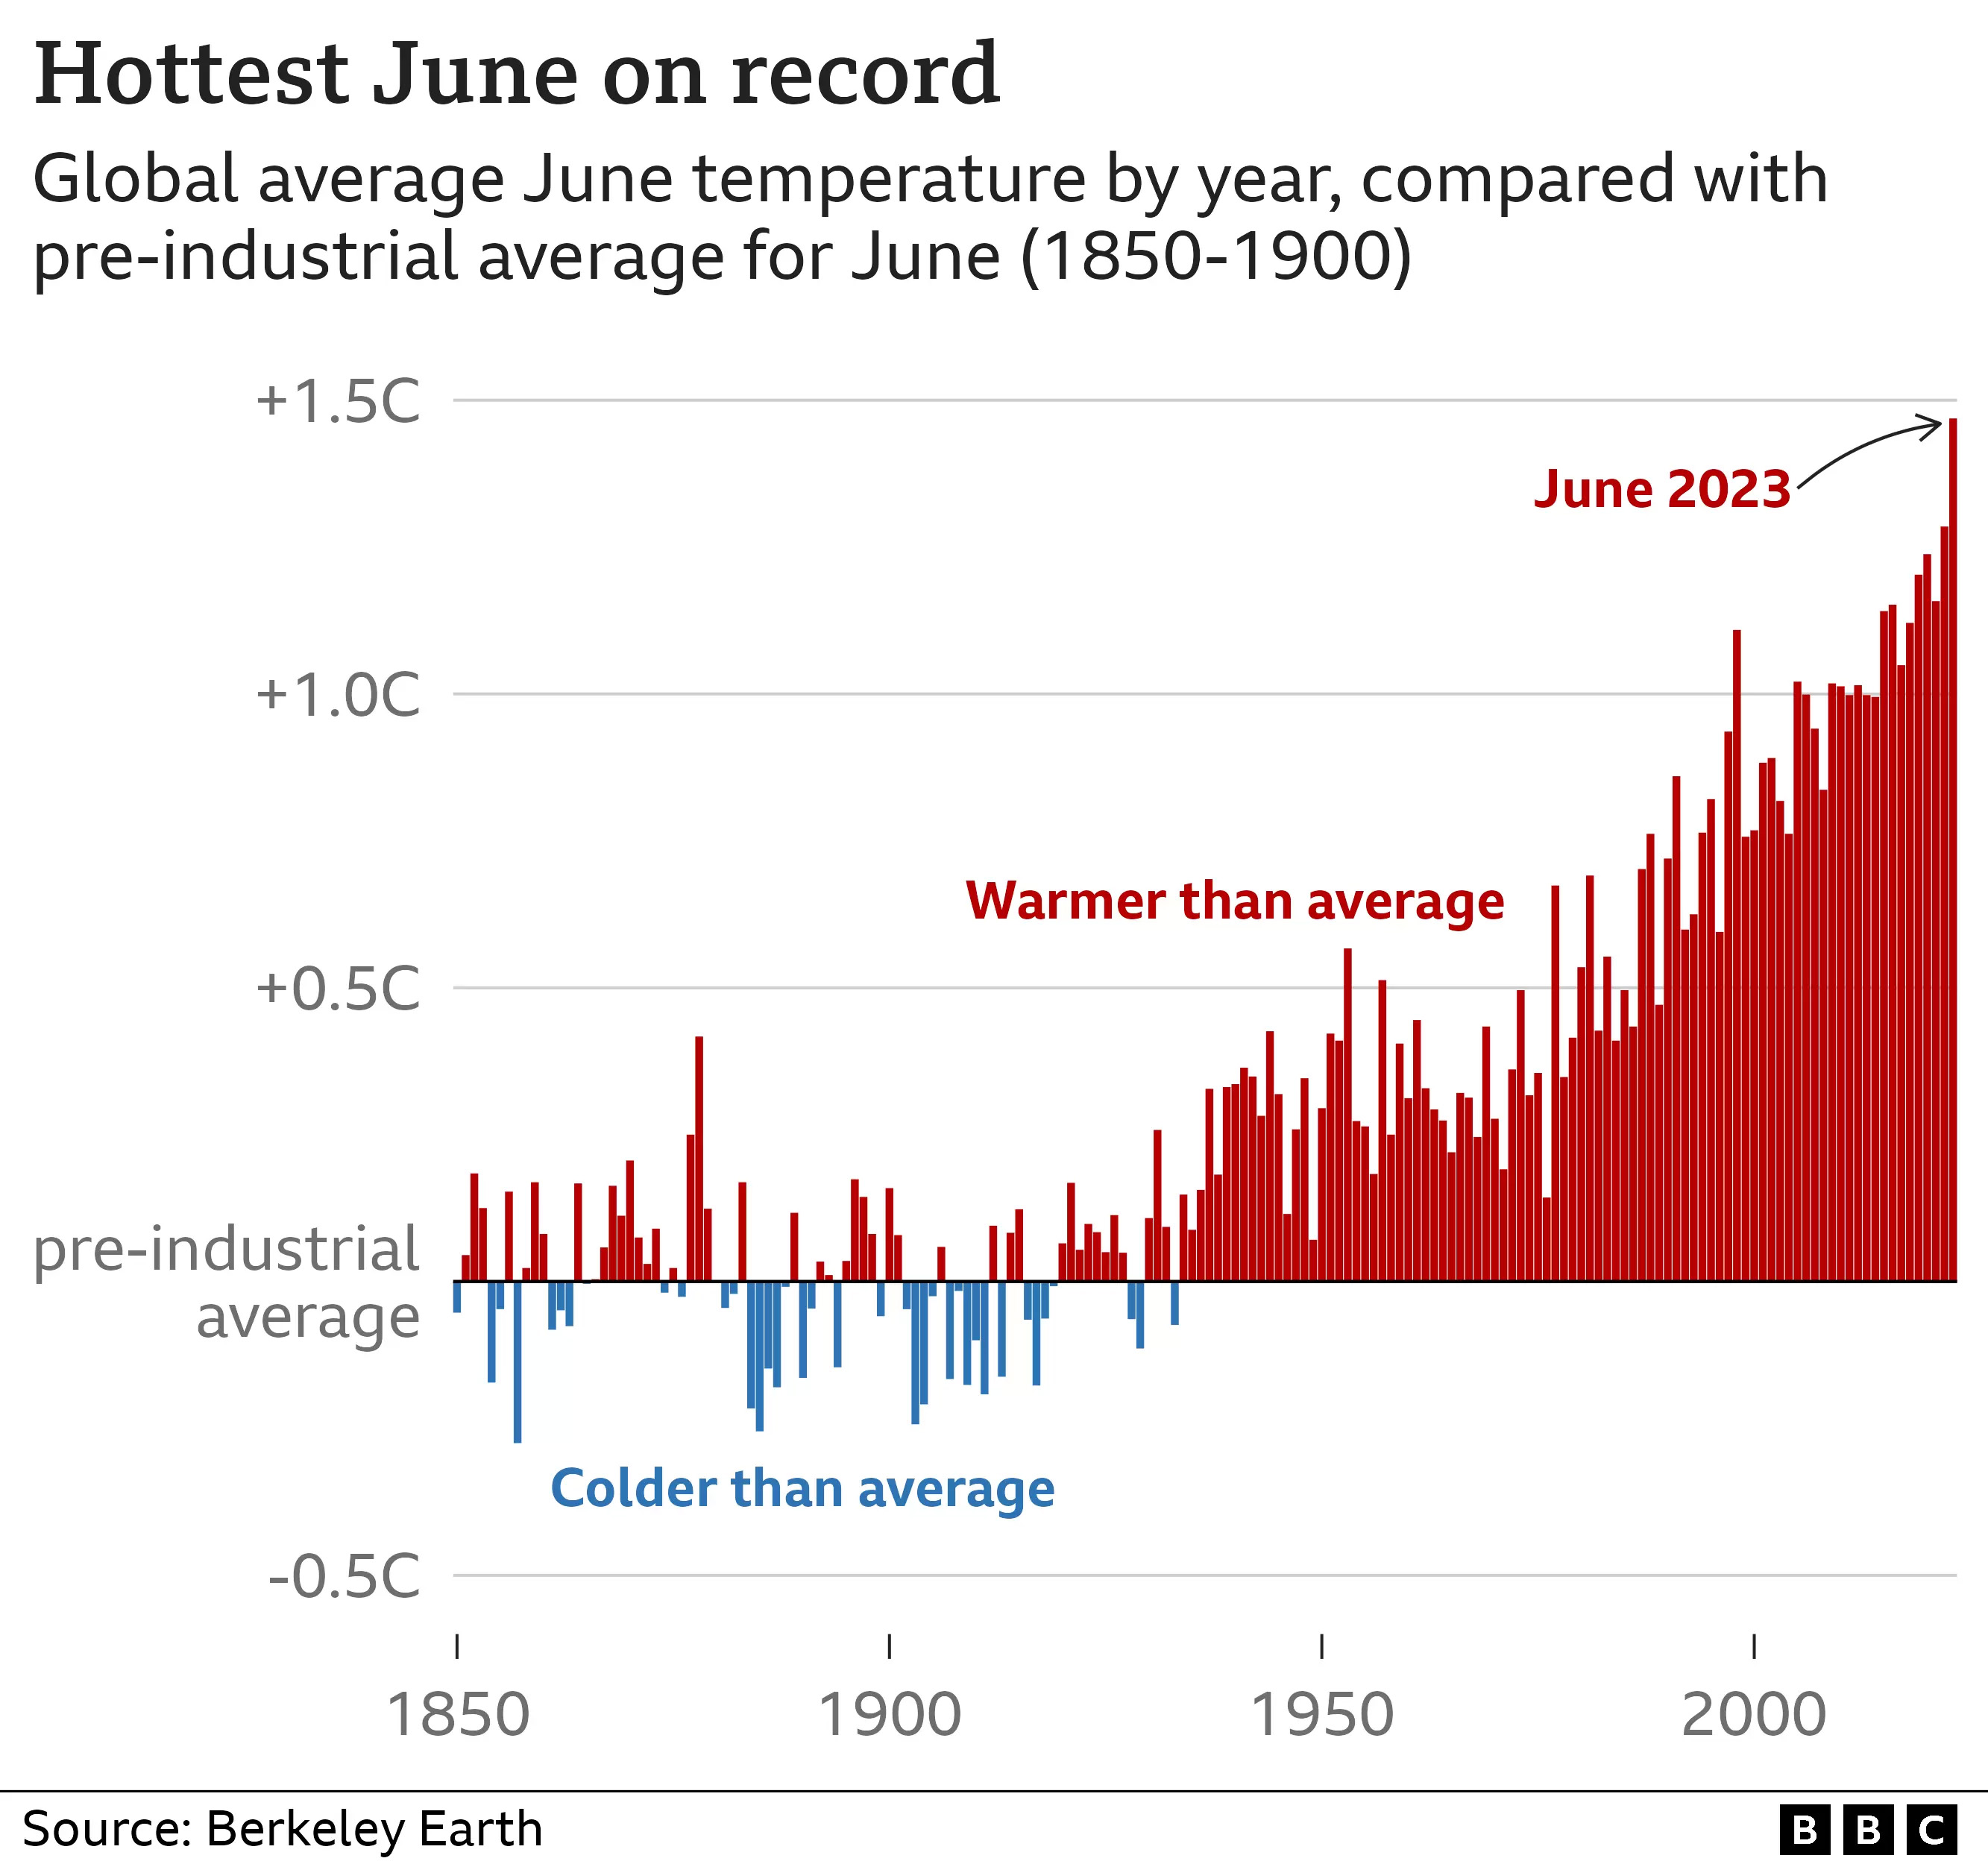 Hottest June on record
Global average June temperature by year, compared with
pre-industrial average for June (1850-1900)
+1.5C
June 2023
+1.0C
Warmer than average
+0.5C
pre-industrial
average
Colder than average
-0.5C
1850 1900 1950 2000
Source: Berkeley Earth
BBC